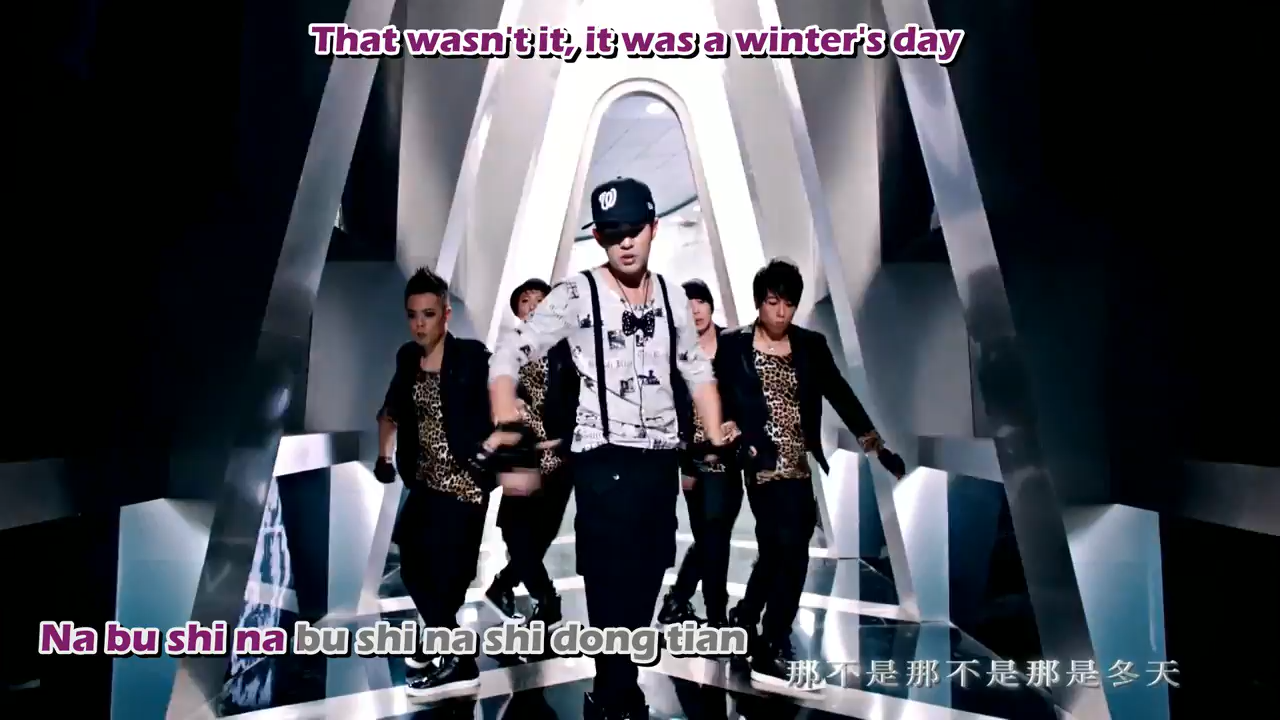 That wasn't it, it was a winter's day
W
Na bu shi na bu shi na shi dong tian
那不是那不是那是冬天